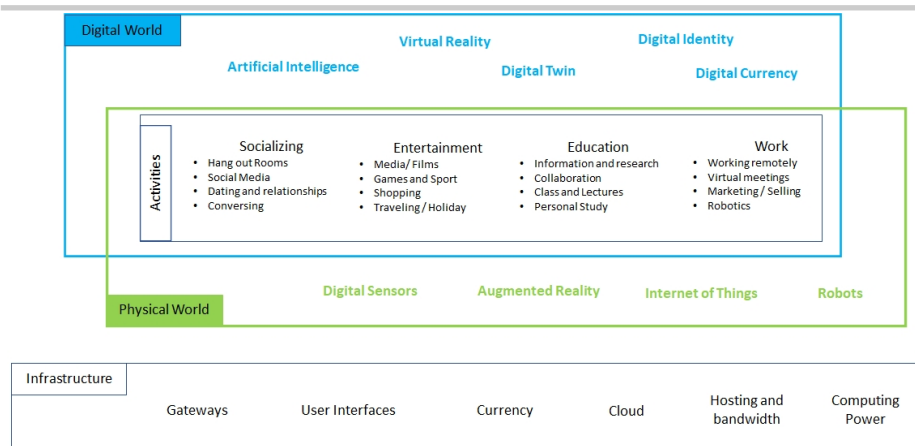 Digital World
Virtual Reality
Digital Identity
Artificial Intelligence
Digital Twin
Digital Currency
Activities
Socializing
• Hang out Rooms
• Social Media
• Dating and relationships
• Conversing
Entertainment
• Media/ Films
• Games and Sport
• Shopping
• Traveling / Holiday
Education
• Information and research
• Collaboration
• Class and Lectures
• Personal Study
Work
• Working remotely
• Virtual meetings
• Marketing / Selling
• Robotics
Digital Sensors
Augmented Reality
Internet of Things
Robots
Physical World
Infrastructure
Gateways
User Interfaces
Currency
Cloud
Hosting and
bandwidth
Computing
Power